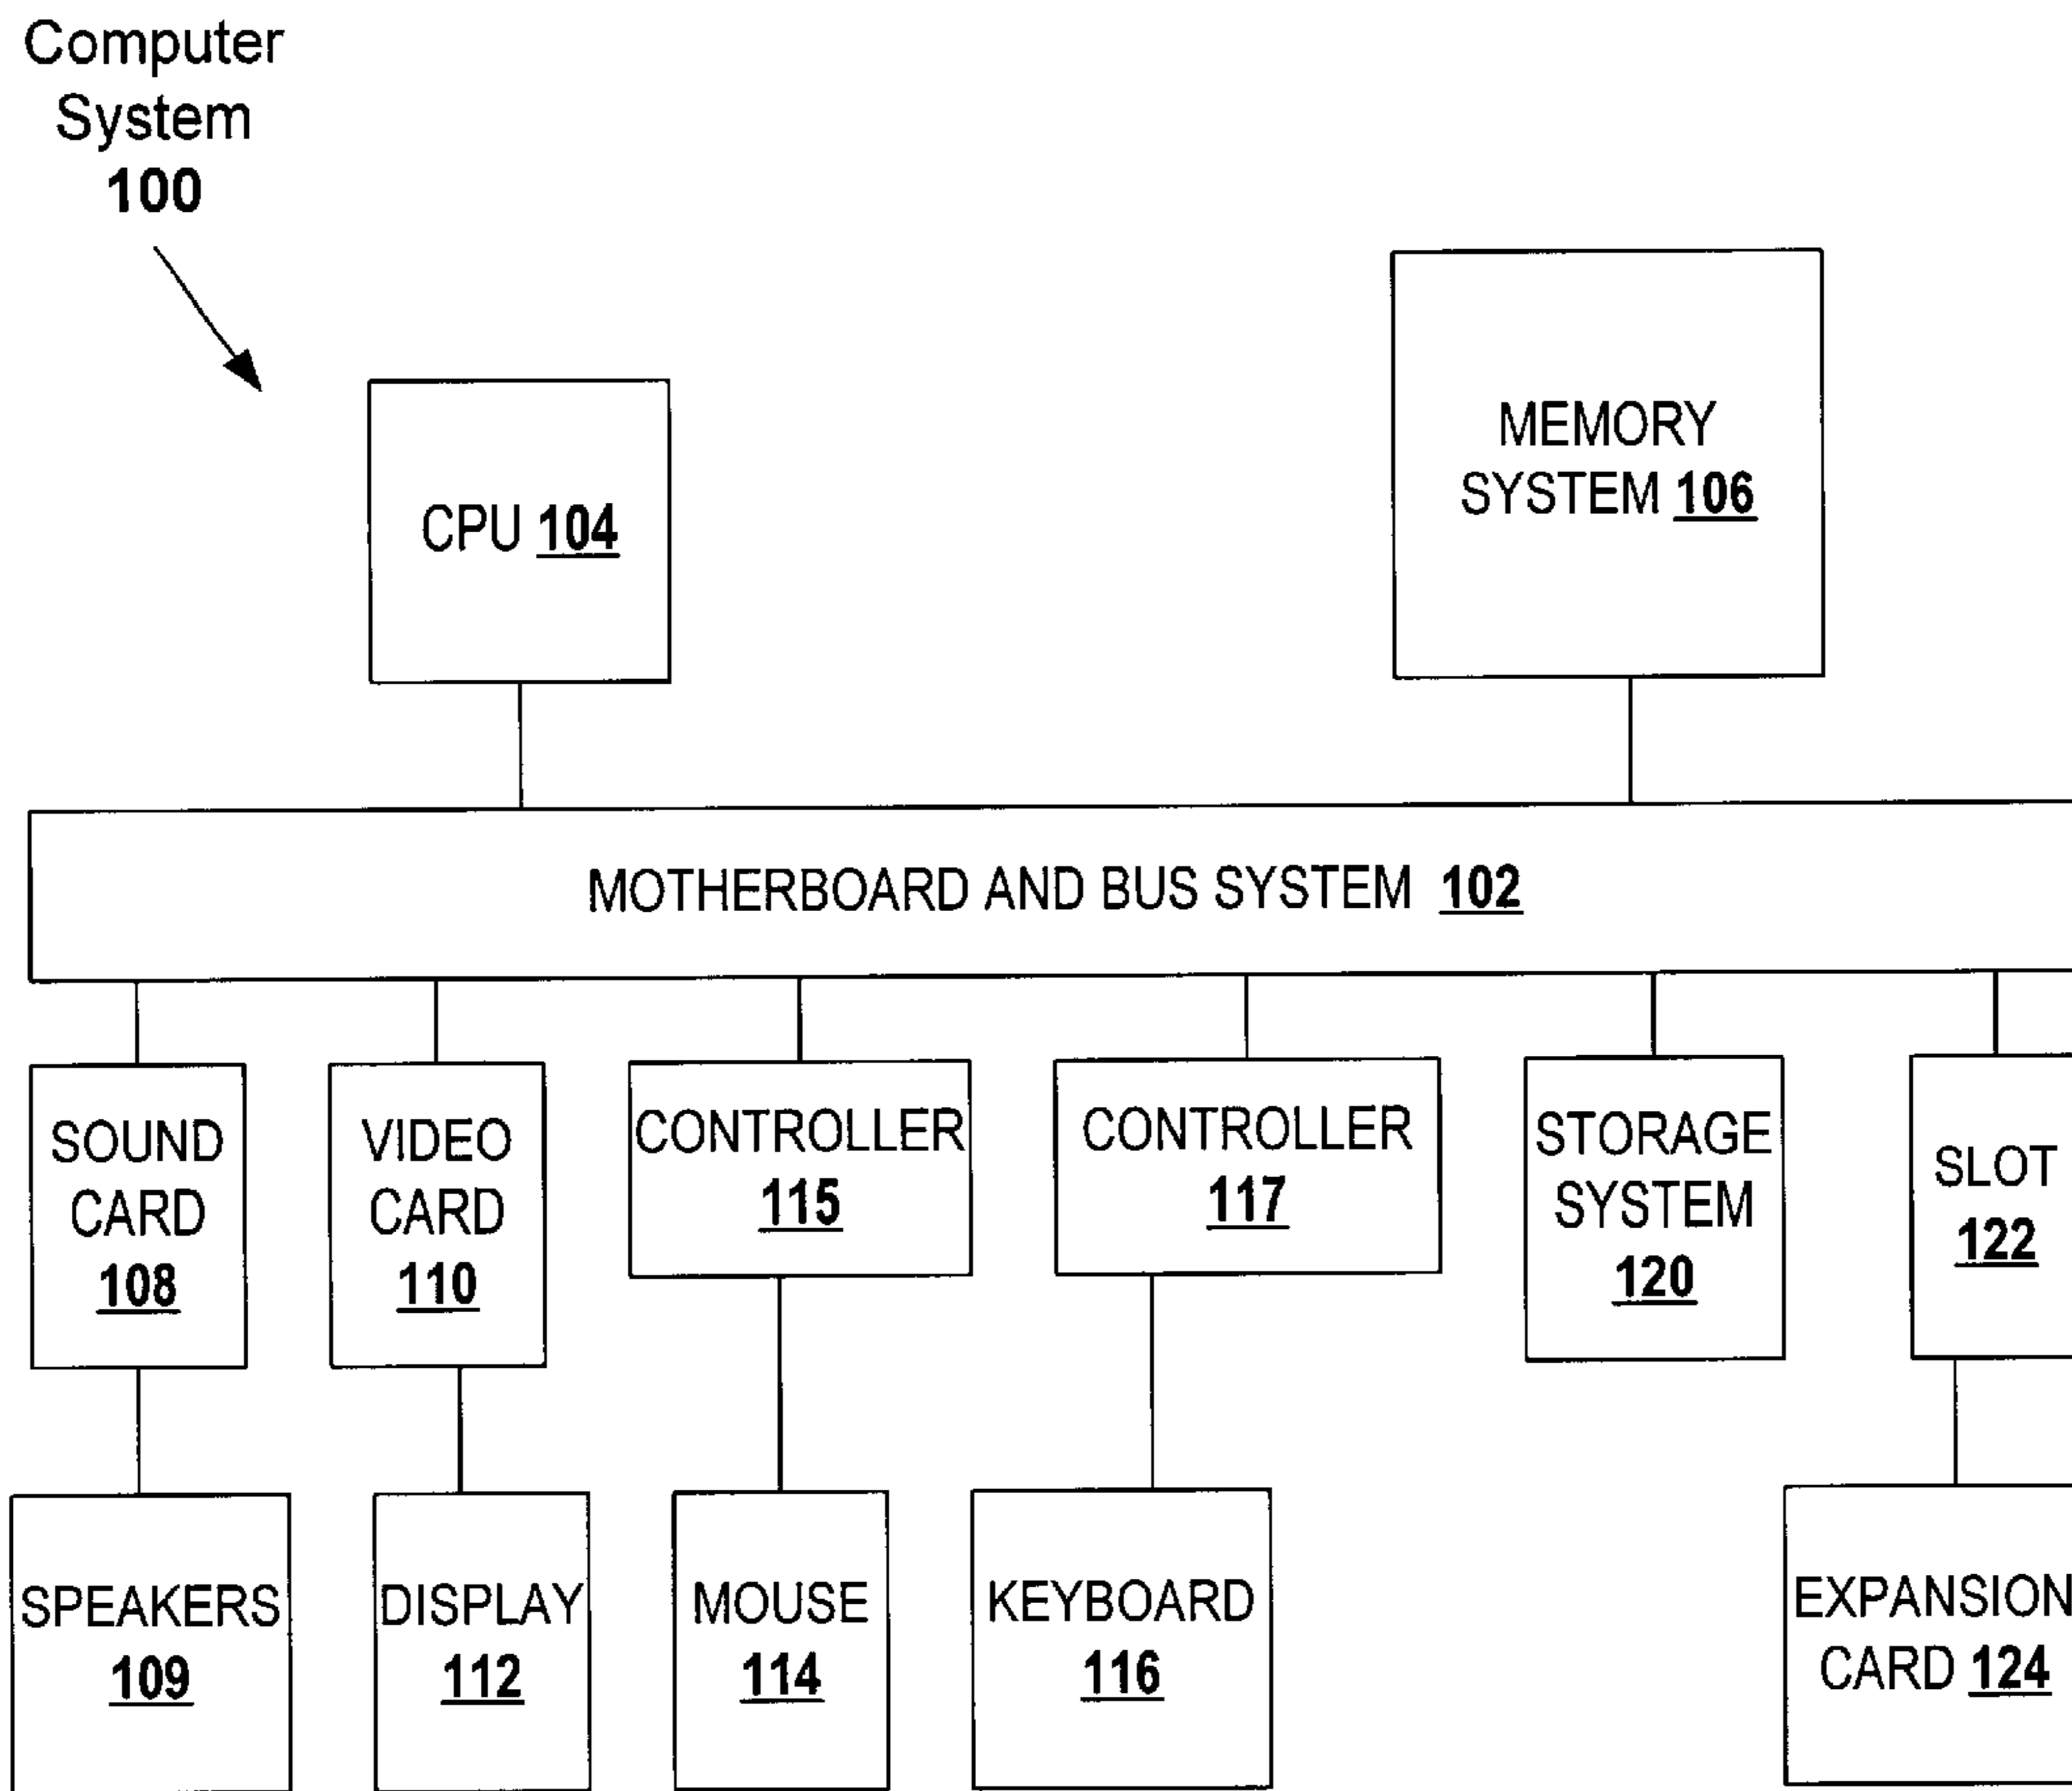 Computer
System
100
MEMORY
SYSTEM 106
CPU 104
MOTHERBOARD AND BUS SYSTEM 102
SOUND
CARD
108
VIDEO
CARD
110
CONTROLLER
115
CONTROLLER
117
STORAGE
SYSTEM
120
SLOT
122
SPEAKERS
109
DISPLAY
112
MOUSE
114
KEYBOARD
116
EXPANSION
CARD 124